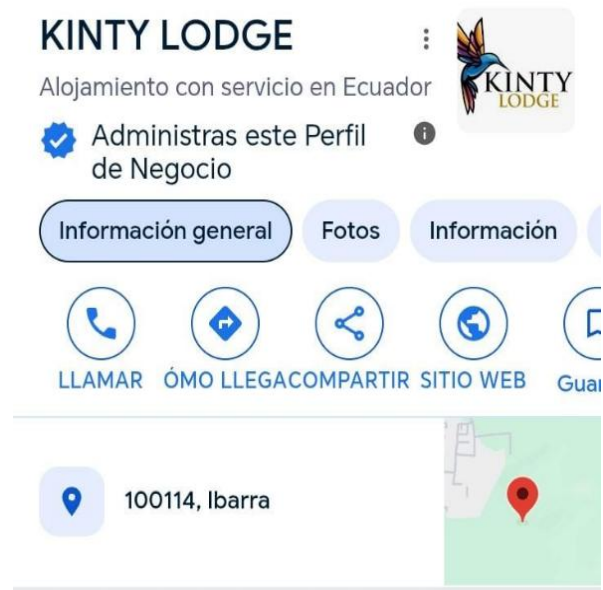 KINTY LODGE
KINTY
LODGE
Alojamiento con servicio en Ecuador
Administras este Perfil
de Negocio
Información general
Fotos
Información
LLAMAR
ÓMO LLEGA
COMPARTIR
SITIO WEB
Guar
100114, Ibarra